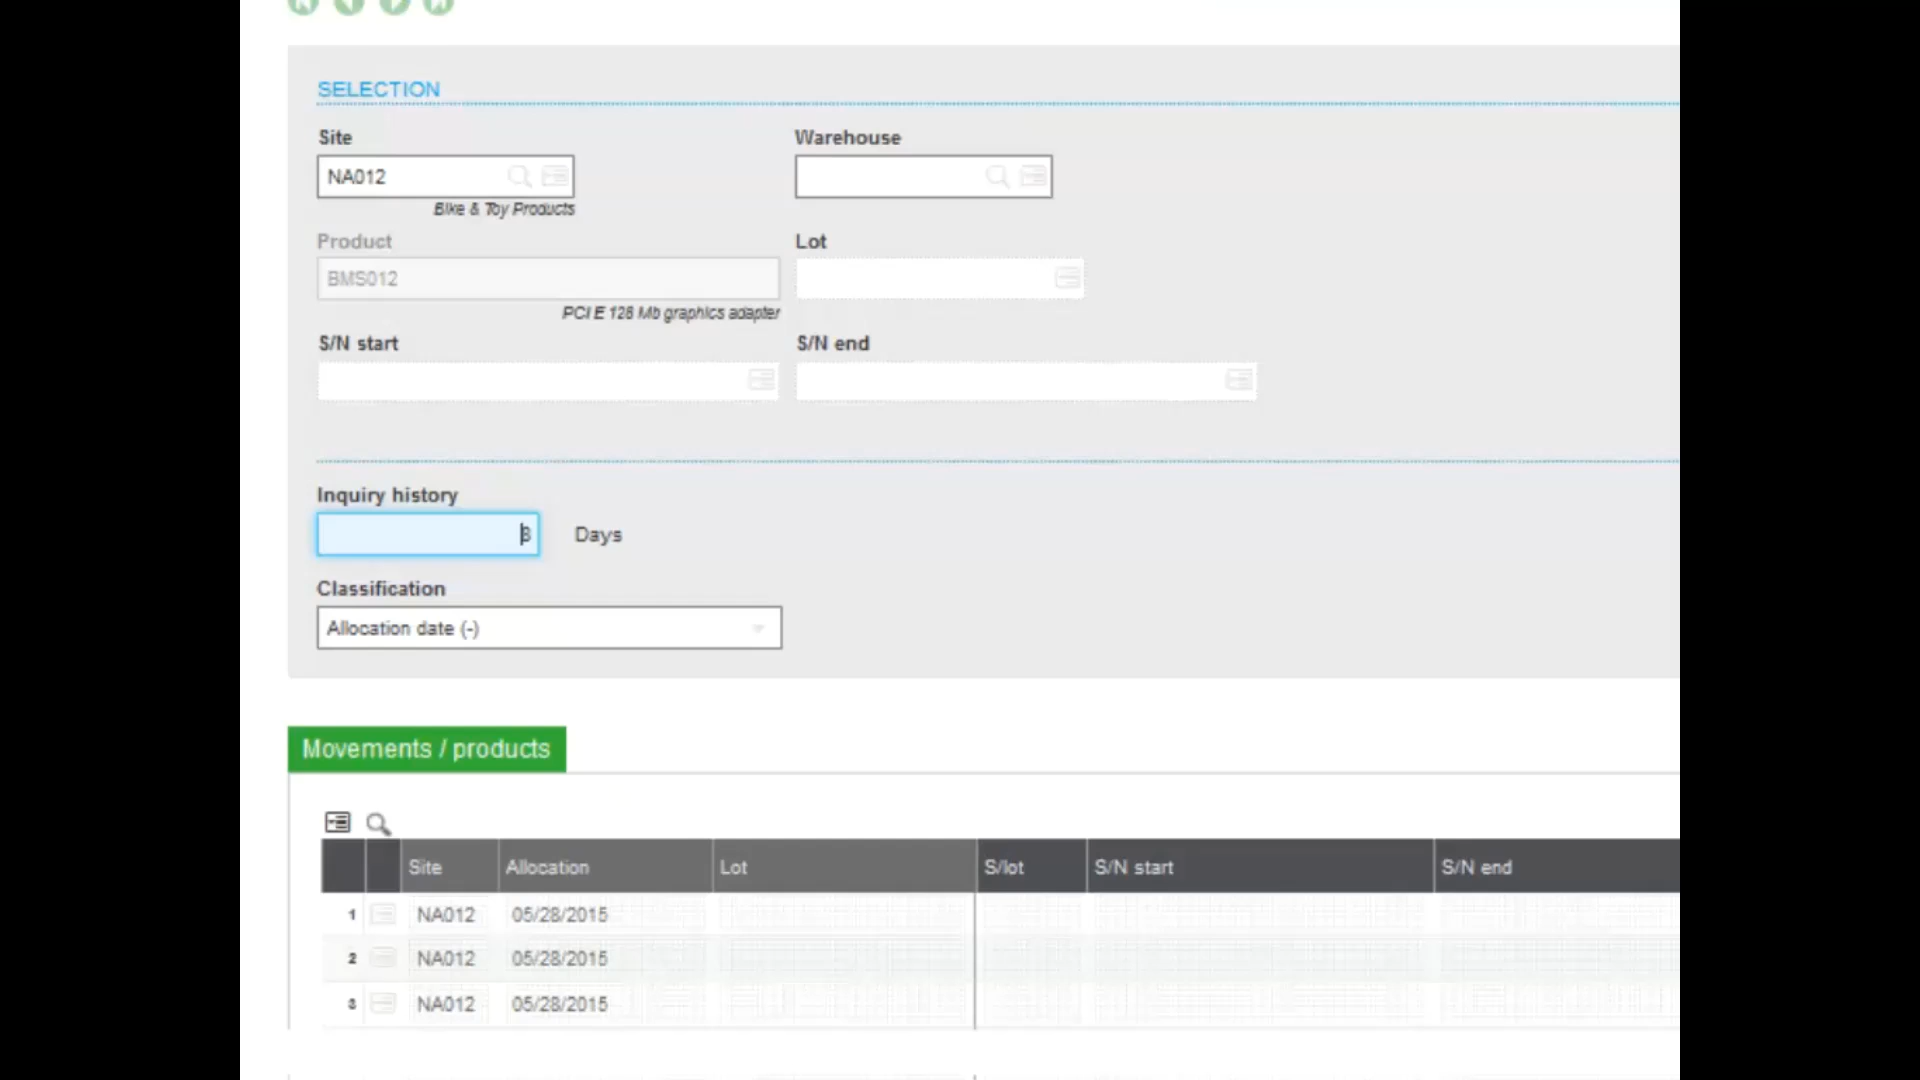 SELECTION
Site Warehouse
NA012
Bike & Toy Products
Product Lot
BMS012
PCI E 128 Mb graphics adapter
S/N start S/N end
Inquiry history
Days
Classification
Allocation date (-)
Movements / products
Site Allocation Lot S/lot S/N start S/N end
1 NA012 05/28/2015
2 NA012 05/28/2015
3 NA012 05/28/2015